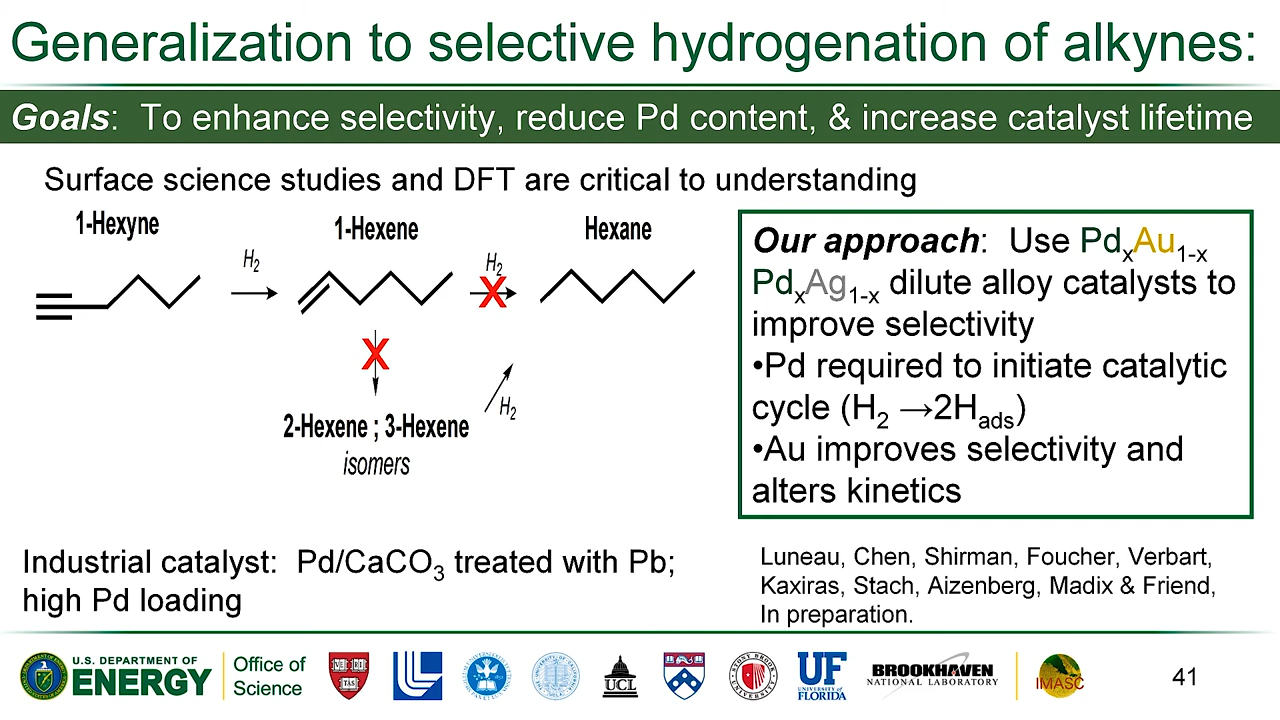 Generalization to selective hydrogenation of alkynes:
Goals: To enhance selectivity, reduce Pd content, & increase catalyst lifetime
Surface science studies and DFT are critical to understanding
1-Hexyne
1-Hexene
Hexane
H2
H2
X
X
H2
2-Hexene ; 3-Hexene
isomers
Our approach: Use PdxAu1-x
PdxAg1-x dilute alloy catalysts to
improve selectivity
•Pd required to initiate catalytic
cycle (H2 →2Hads)
•Au improves selectivity and
alters kinetics
Industrial catalyst: Pd/CaCO3 treated with Pb;
high Pd loading
Luneau, Chen, Shirman, Foucher, Verbart,
Kaxiras, Stach, Aizenberg, Madix & Friend,
In preparation.
U.S. DEPARTMENT OF
ENERGY
Office of
Science
VE RI
TAS
UCL
UF
UNIVERSITY of
FLORIDA
BROOKHAVEN
NATIONAL LABORATORY
IMASC
41